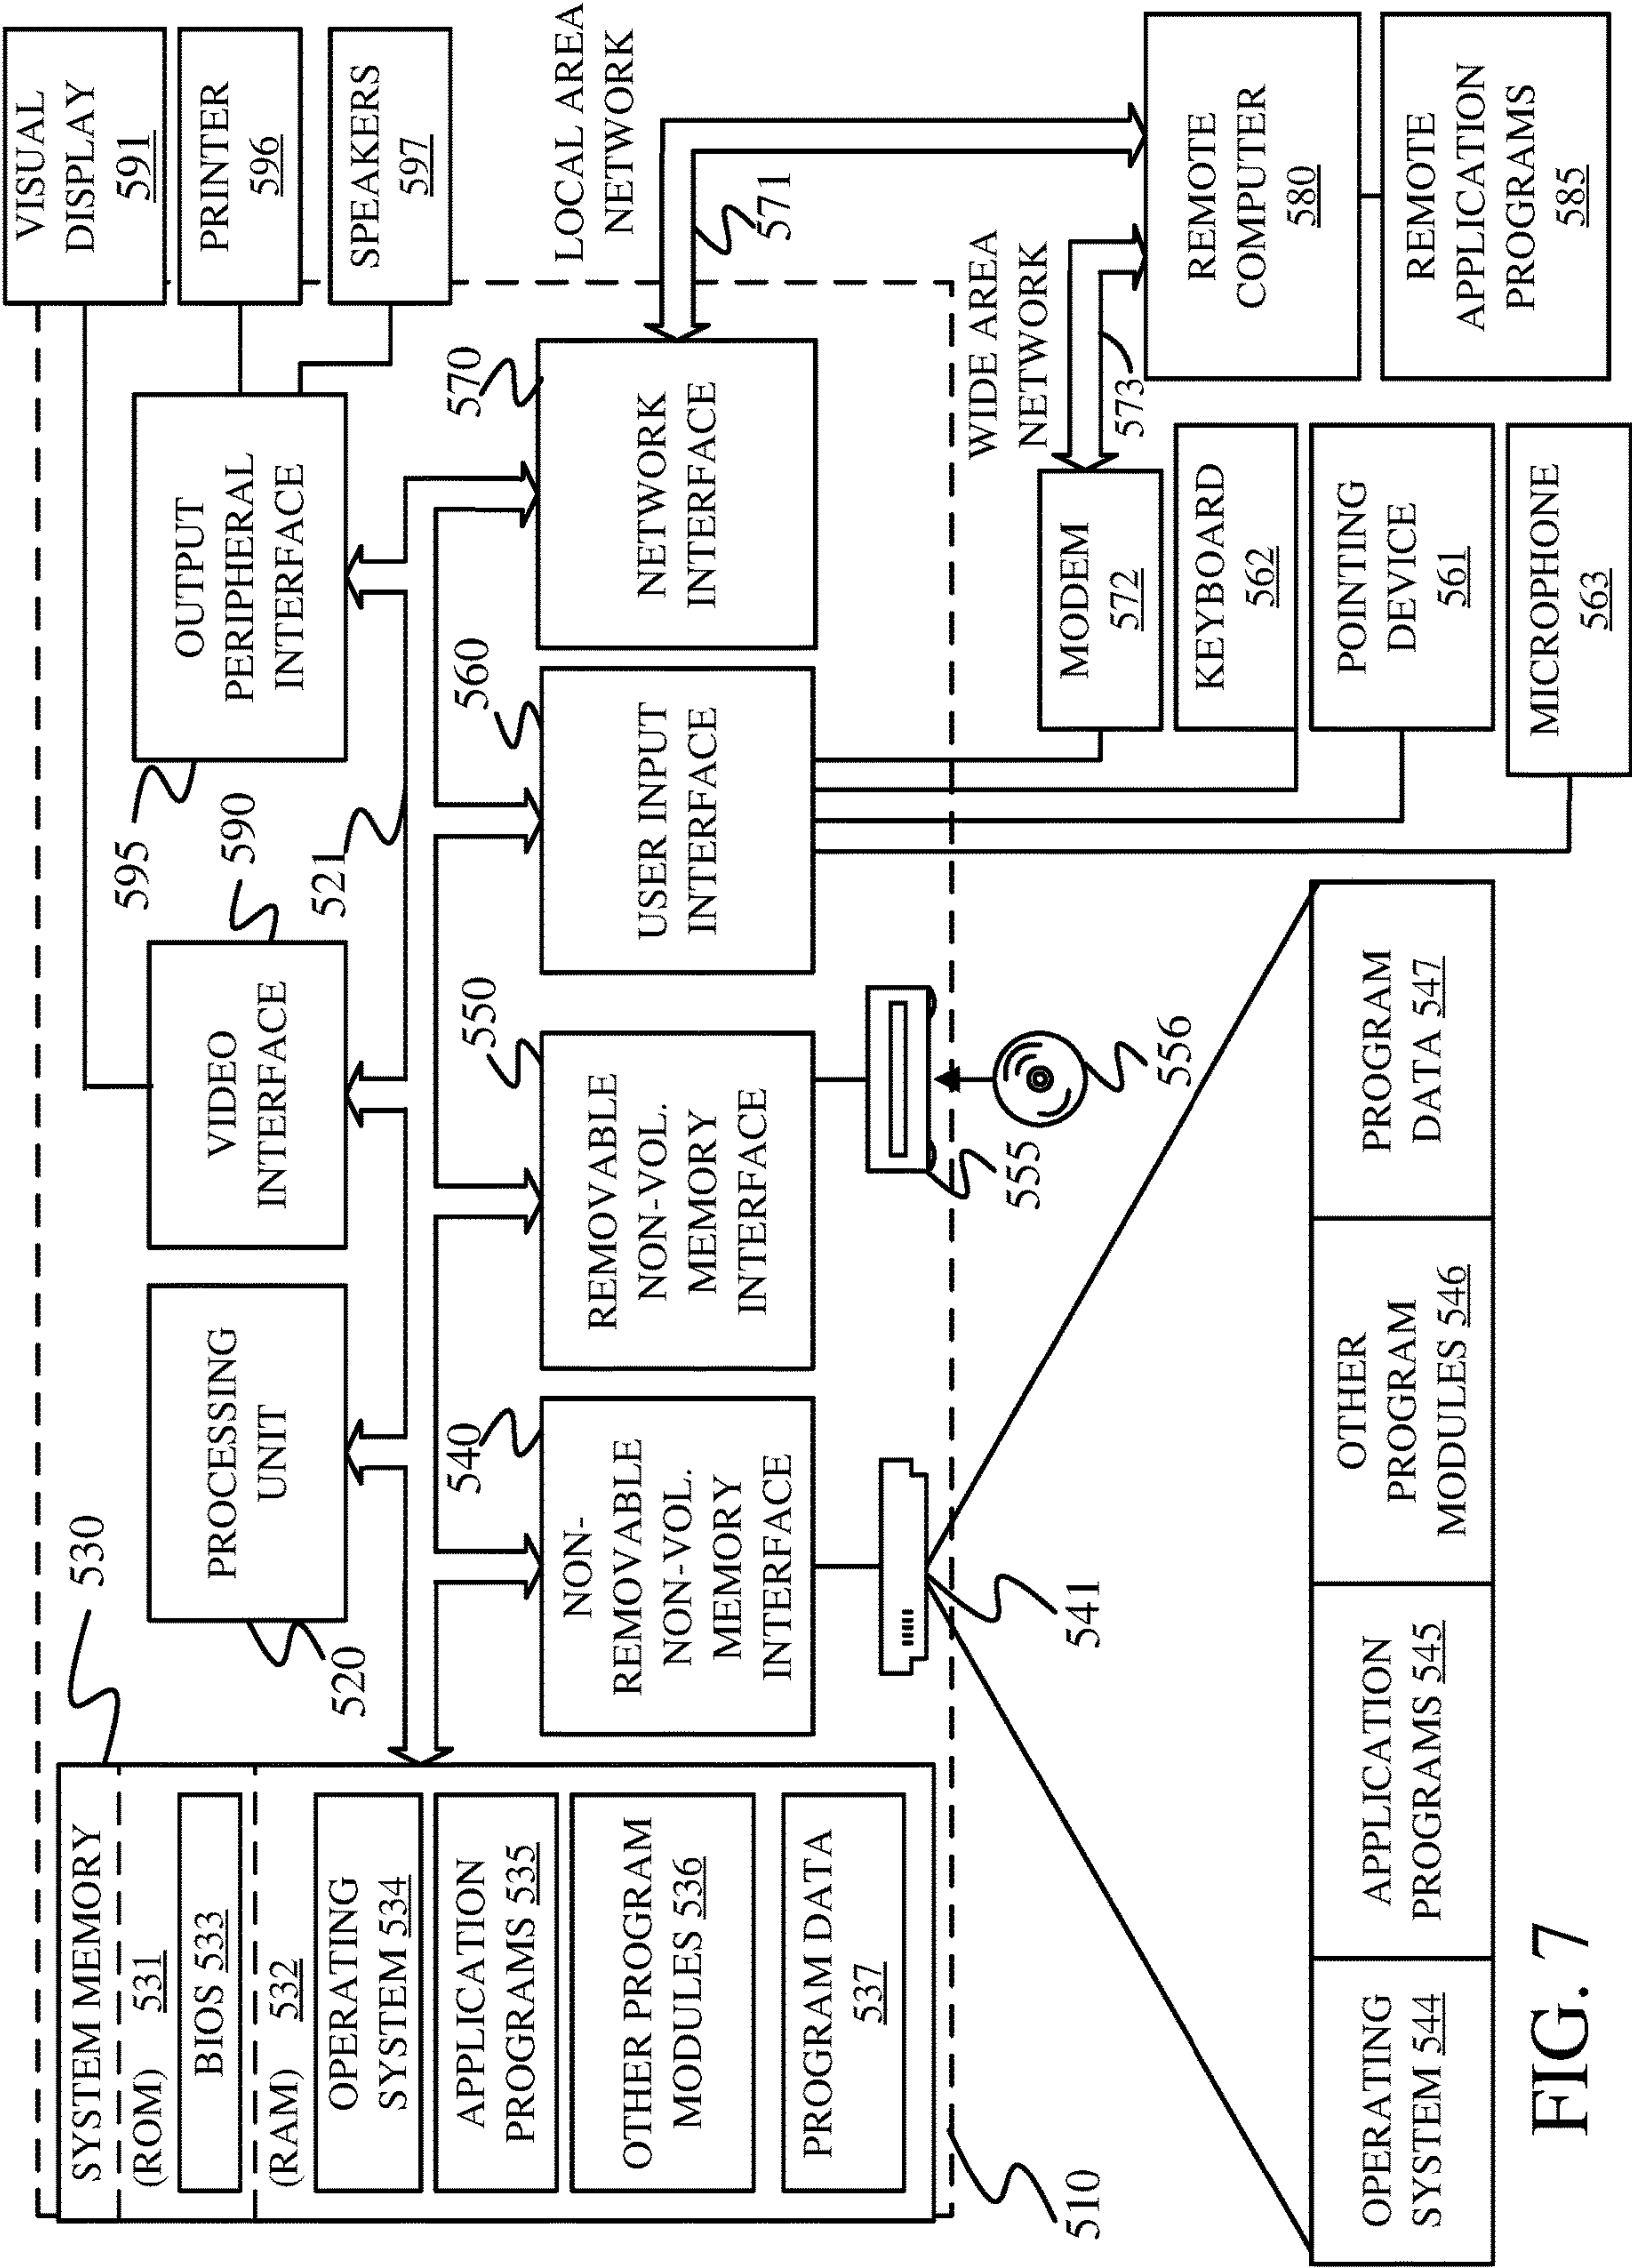 SYSTEM MEMORY
(ROM) 531
BIOS 533
(RAM) 532
OPERATING
SYSTEM 534
APPLICATION
PROGRAMS 535
OTHER PROGRAM
MODULES 536
PROGRAM DATA
537
510
530
PROCESSING
UNIT
520
VIDEO
INTERFACE
590
521
OUTPUT
PERIPHERAL
INTERFACE
595
VISUAL
DISPLAY
591
PRINTER
596
SPEAKERS
597
NON-
REMOVABLE
NON-VOL.
MEMORY
INTERFACE
540
REMOVABLE
NON-VOL.
MEMORY
INTERFACE
550
USER INPUT
INTERFACE
560
NETWORK
INTERFACE
570
LOCAL AREA
NETWORK
571
541
555
556
WIDE AREA
NETWORK
573
MODEM
572
KEYBOARD
562
POINTING
DEVICE
561
MICROPHONE
563
REMOTE
COMPUTER
580
REMOTE
APPLICATION
PROGRAMS
585
OPERATING
SYSTEM 544
APPLICATION
PROGRAMS 545
OTHER
PROGRAM
MODULES 546
PROGRAM
DATA 547
FIG. 7